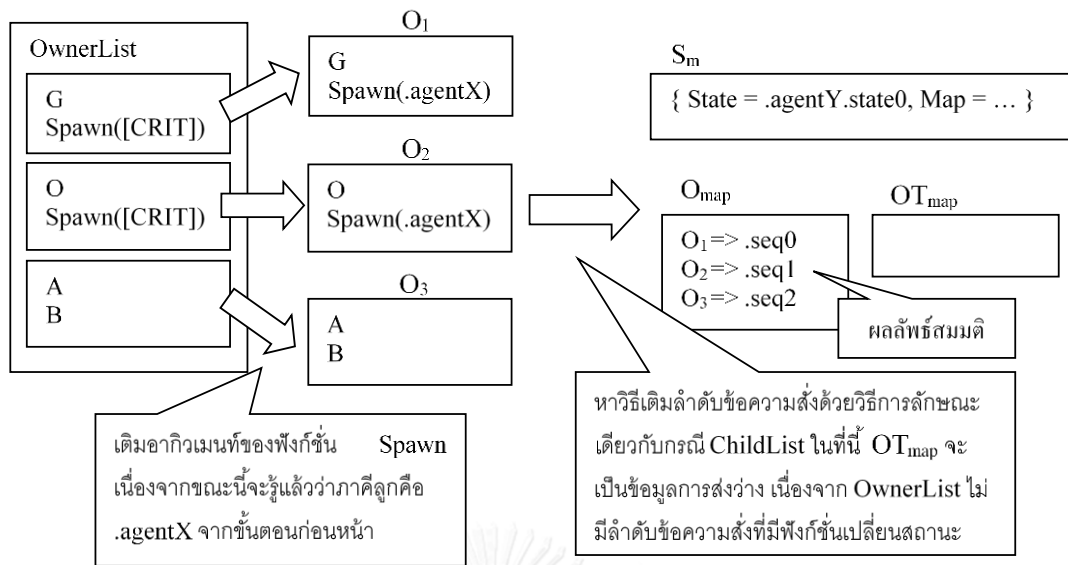 OwnerList
G
Spawn([CRIT])
O
Spawn([CRIT])
A
B
O1
G
Spawn(.agentX)
O2
O
Spawn(.agentX)
O3
A
B
Sm
{ State = .agentY.state0, Map = … }
Omap
O1=> .seq0
O2=> .seq1
O3=> .seq2
OTmap
ผลลัพธ์สมมติ
เติมอากิวเมนท์ของฟังก์ชั่น Spawn
เนื่องจากขณะนี้จะรู้แล้วว่าภาคีลูกคือ
.agentX จากขั้นตอนก่อนหน้า
หาวิธีเติมลำดับข้อความสั่งด้วยวิธีการลักษณะ
เดียวกับกรณี ChildList ในที่นี้ OTmap จะ
เป็นข้อมูลการส่งว่าง เนื่องจาก OwnerList ไม่
มีลำดับข้อความสั่งที่มีฟังก์ชั่นเปลี่ยนสถานะ